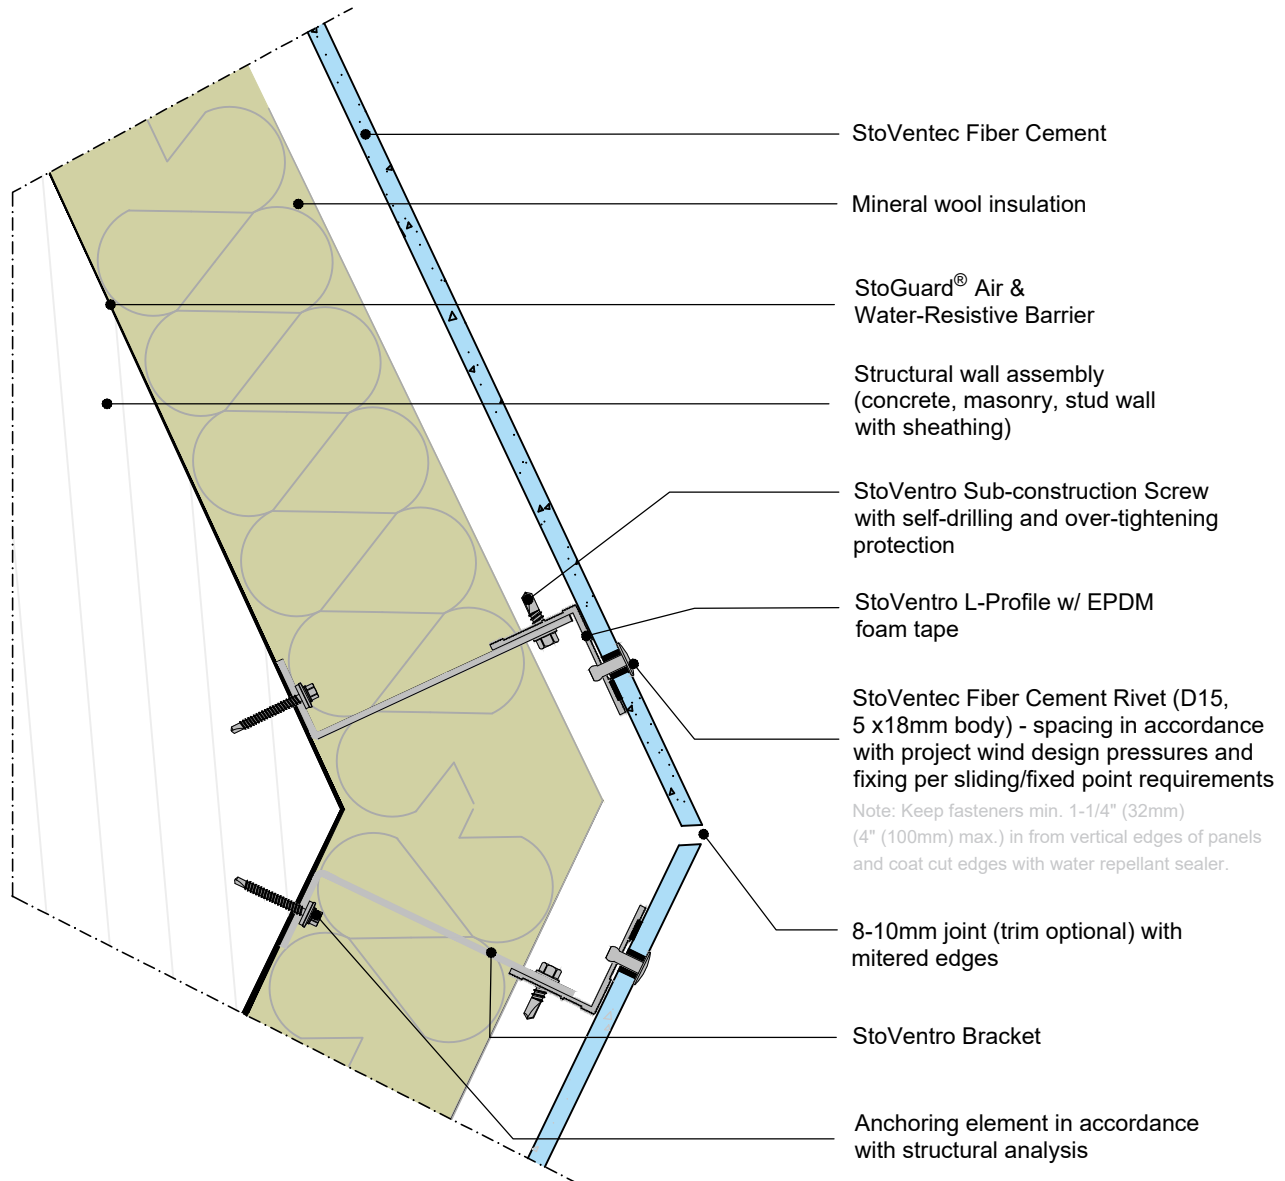 StoVentec Fiber Cement
Mineral wool insulation
StoGuard® Air &
Water-Resistive Barrier
Structural wall assembly
(concrete, masonry, stud wall
with sheathing)
StoVentro Sub-construction Screw
with self-drilling and over-tightening
protection
StoVentro L-Profile w/ EPDM
foam tape
StoVentec Fiber Cement Rivet (D15,
5 x18mm body) - spacing in accordance
with project wind design pressures and
fixing per sliding/fixed point requirements
Note: Keep fasteners min. 1-1/4" (32mm)
(4" (100mm) max.) in from vertical edges of panels
and coat cut edges with water repellant sealer.
8-10mm joint (trim optional) with
mitered edges
StoVentro Bracket
Anchoring element in accordance
with structural analysis